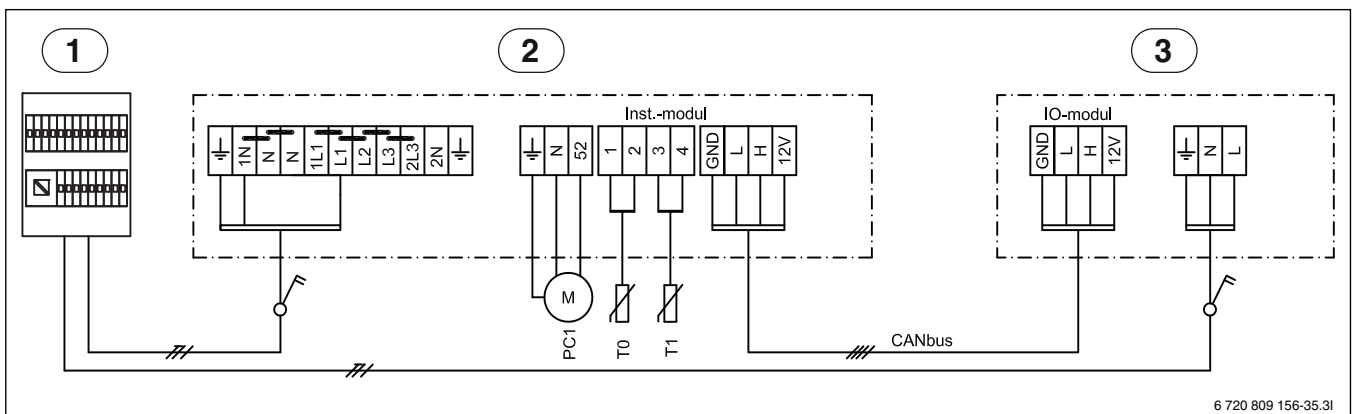 1
2
3
Inst.-modul
IO-modul
1N
N
N
1L1
L1
L2
L3
2L3
2N
N
52
1
2
3
4
GND
L
H
12V
GND
L
H
12V
N
L
M
PC1
T0
T1
CANbus
6 720 809 156-35.3I